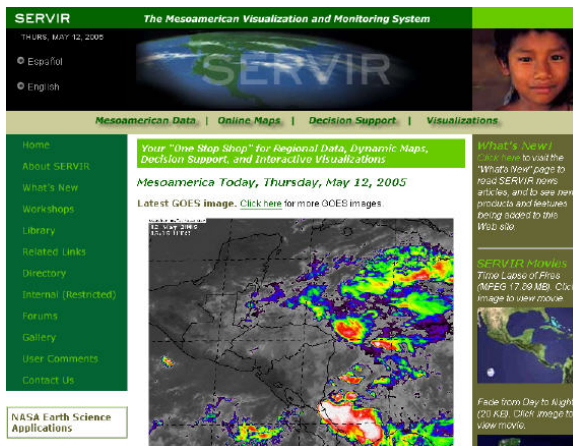 SERVIR
The Mesoamerican Visualization and Monitoring System
THURS, MAY 12, 2005
Español
English
SERVIR
Mesoamerican Data | Online Maps | Decision Support | Visualizations
Home
About SERVIR
What's New
Workshops
Library
Related Links
Directory
Internal (Restricted)
Forums
Gallery
User Comments
Contact Us
NASA Earth Science
Applications
Your "One Stop Shop" for Regional Data, Dynamic Maps,
Decision Support, and Interactive Visualizations
Mesoamerica Today, Thursday, May 12, 2005
Latest GOES image. Click here for more GOES images.
12 May 2005
What's New!
Click here to visit the
"What's New" page to
read SERVIR news
articles, and to see new
products and features
being added to this
Web site.
SERVIR Movies
Time Lapse of Fires
(MPEG 17.89 MB). Click
image to view movie.
Fade from Day to Night
(20 KB). Click image to
view movie.